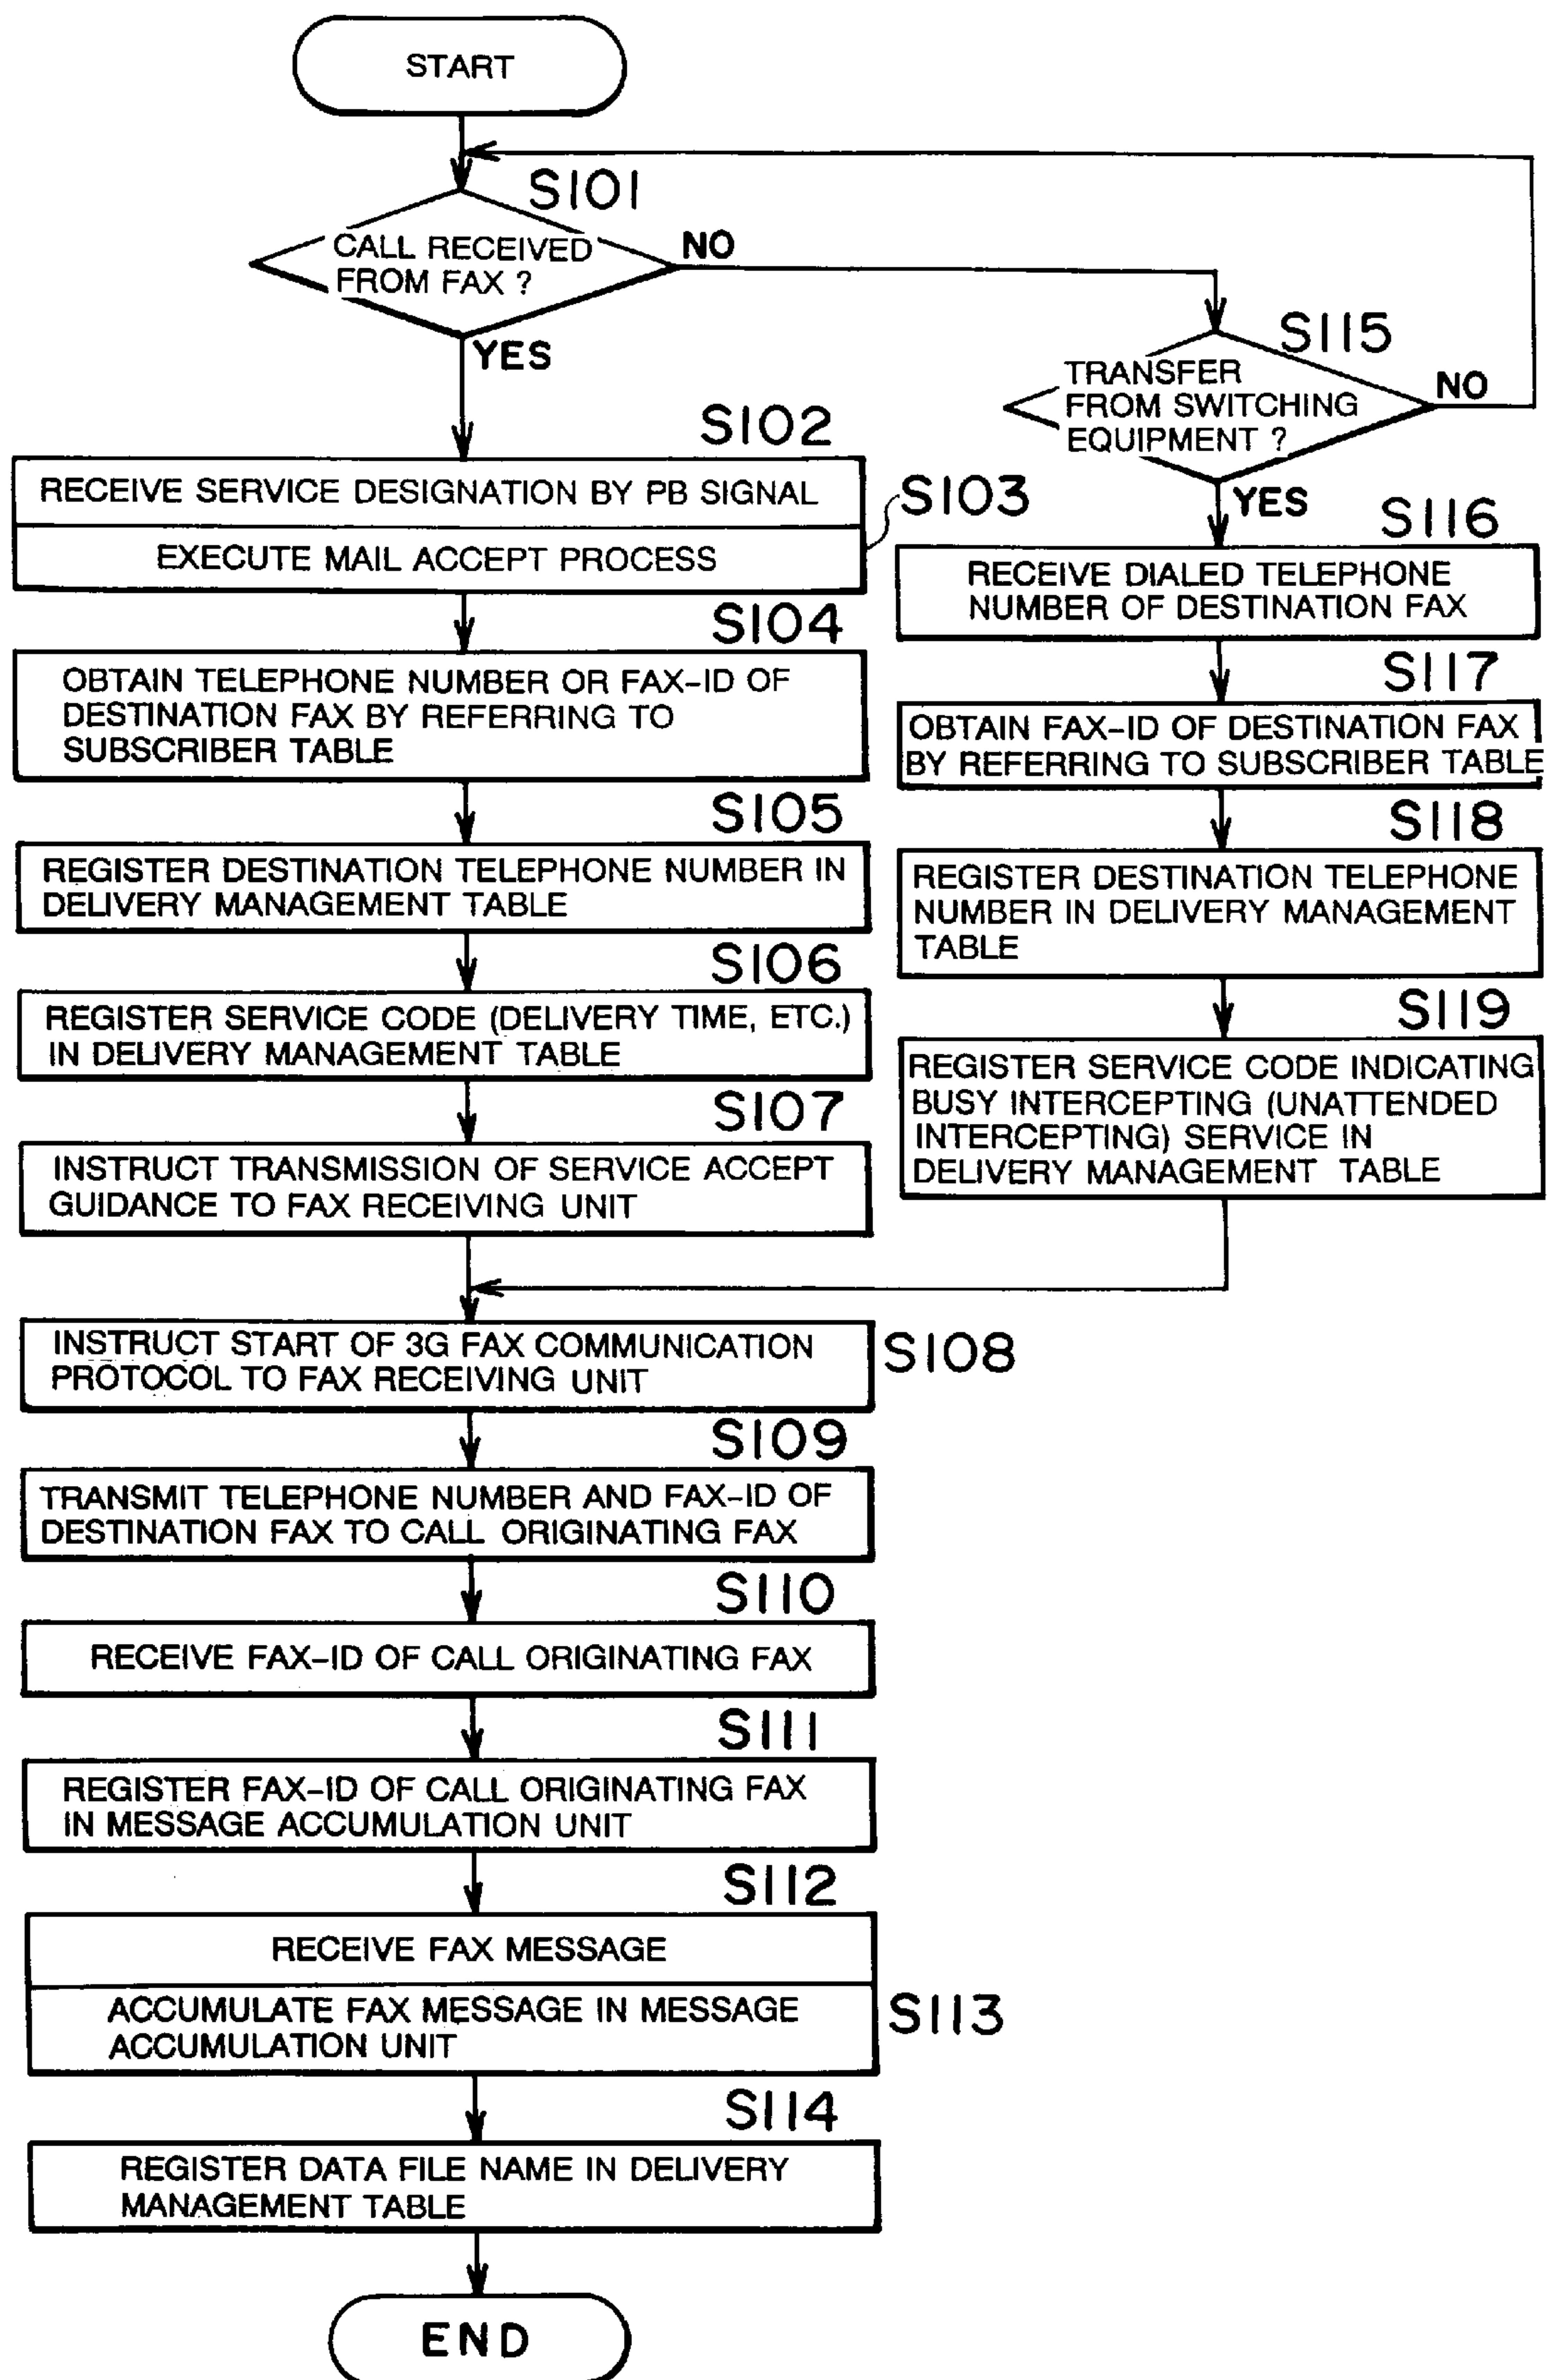 START
S101
CALL RECEIVED
FROM FAX ?
NO
YES
S115
TRANSFER
FROM SWITCHING
EQUIPMENT ?
NO
YES
S102
RECEIVE SERVICE DESIGNATION BY PB SIGNAL
S103
EXECUTE MAIL ACCEPT PROCESS
S104
OBTAIN TELEPHONE NUMBER OR FAX-ID OF
DESTINATION FAX BY REFERRING TO
SUBSCRIBER TABLE
S105
REGISTER DESTINATION TELEPHONE NUMBER IN
DELIVERY MANAGEMENT TABLE
S106
REGISTER SERVICE CODE (DELIVERY TIME, ETC.)
IN DELIVERY MANAGEMENT TABLE
S107
INSTRUCT TRANSMISSION OF SERVICE ACCEPT
GUIDANCE TO FAX RECEIVING UNIT
S116
RECEIVE DIALED TELEPHONE
NUMBER OF DESTINATION FAX
S117
OBTAIN FAX-ID OF DESTINATION FAX
BY REFERRING TO SUBSCRIBER TABLE
S118
REGISTER DESTINATION TELEPHONE
NUMBER IN DELIVERY MANAGEMENT
TABLE
S119
REGISTER SERVICE CODE INDICATING
BUSY INTERCEPTING (UNATTENDED
INTERCEPTING) SERVICE IN
DELIVERY MANAGEMENT TABLE
INSTRUCT START OF 3G FAX COMMUNICATION
PROTOCOL TO FAX RECEIVING UNIT
S108
S109
TRANSMIT TELEPHONE NUMBER AND FAX-ID OF
DESTINATION FAX TO CALL ORIGINATING FAX
S110
RECEIVE FAX-ID OF CALL ORIGINATING FAX
S111
REGISTER FAX-ID OF CALL ORIGINATING FAX
IN MESSAGE ACCUMULATION UNIT
S112
RECEIVE FAX MESSAGE
ACCUMULATE FAX MESSAGE IN MESSAGE
ACCUMULATION UNIT
S113
S114
REGISTER DATA FILE NAME IN DELIVERY
MANAGEMENT TABLE
END